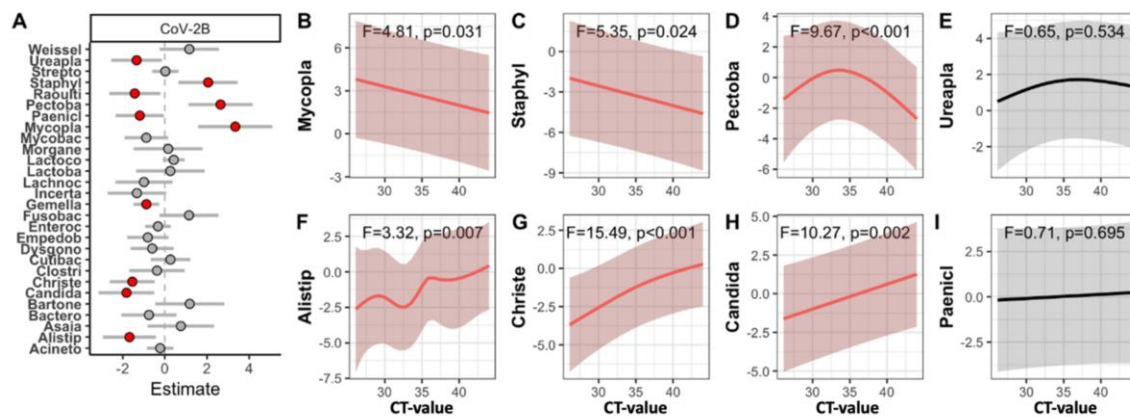 A
CoV-2B
Weissel
Ureapla
Strepto
Staphyl
Raoulti
Pectoba
Paenicl
Mycopla
Mycobac
Morgane
Lactoco
Lactoba
Lachnoc
Incerta
Gemella
Fusobac
Enteroc
Empedob
Dysgono
Cutibac
Clostri
Christe
Candida
Bartone
Bactero
Asaia
Alistip
Acineto
-2 0 2 4 6
Estimate
B
F=4.81, p=0.031
Mycopla
6
3
0
-3
30 35 40
C
F=5.35, p=0.024
Staphyl
0
-3
-6
-9
30 35 40
D
F=9.67, p<0.001
Pectoba
4
2
0
-2
-4
-6
30 35 40
E
F=0.65, p=0.534
Ureapla
4
2
0
-2
30 35 40
F
F=3.32, p=0.007
Alistip
2.5
0.0
-2.5
-5.0
-7.5
30 35 40
CT-value
G
F=15.49, p<0.001
Christe
2.5
0.0
-2.5
-5.0
30 35 40
CT-value
H
F=10.27, p=0.002
Candida
5.0
2.5
0.0
-2.5
-5.0
30 35 40
CT-value
I
F=0.71, p=0.695
Paenicl
2.5
0.0
-2.5
30 35 40
CT-value